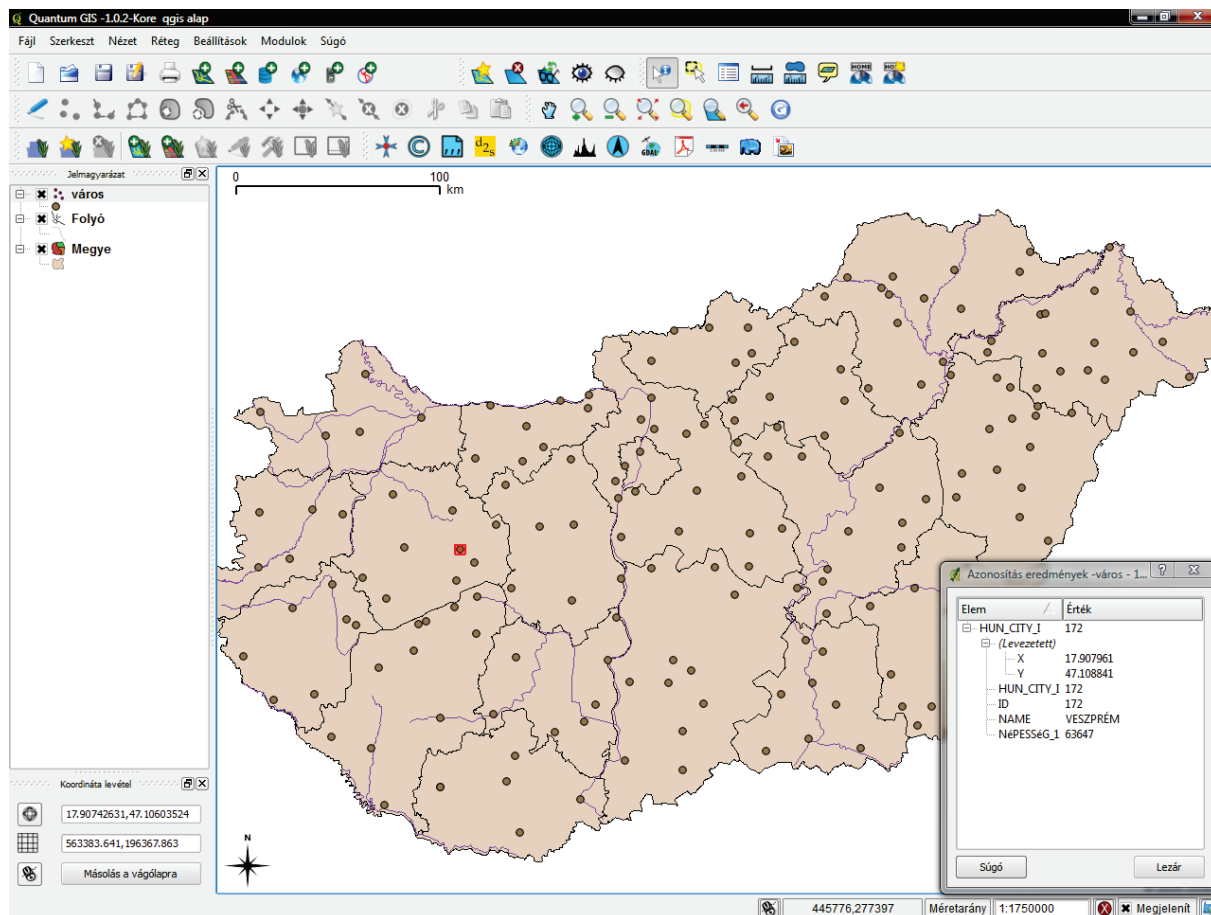 Quantum GIS -1.0.2-Kore qgis alap
Fájl Szerkeszt Nézet Réteg Beállítások Modulok Súgó
Jelmagyarázat
város
Folyó
Megye
0 100
km
Azonosítás eredmények -város - 1...
Elem Érték
HUN_CITY_I 172
(Levezetett)
X 17.907961
Y 47.108841
HUN_CITY_I 172
ID 172
NAME VESZPRÉM
NéPESSéG_1 63647
Súgó Lezár
Koordináta levétel
17.90742631,47.10603524
563383.641,196367.863
Másolás a vágólapra
N
445776,277397 Méretarány 1:1750000 Megjelenít